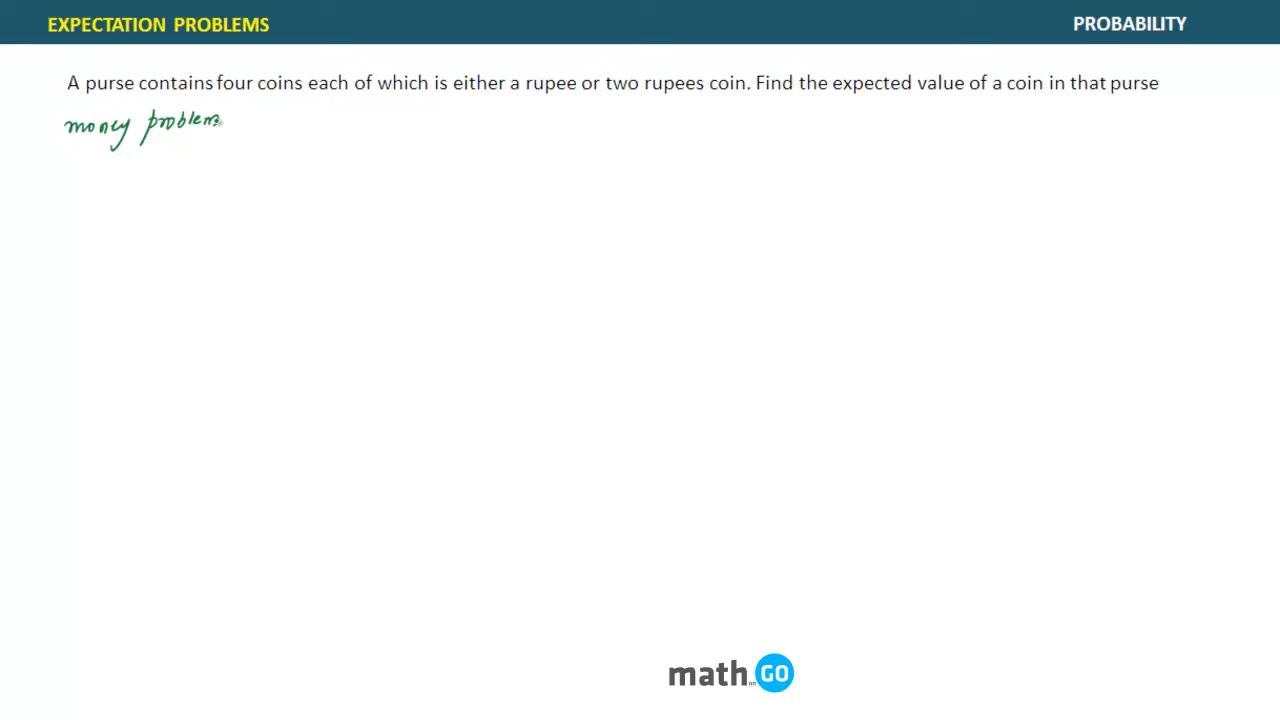 EXPECTATION PROBLEMS
PROBABILITY
A purse contains four coins each of which is either a rupee or two rupees coin. Find the expected value of a coin in that purse
money problems
math on GO